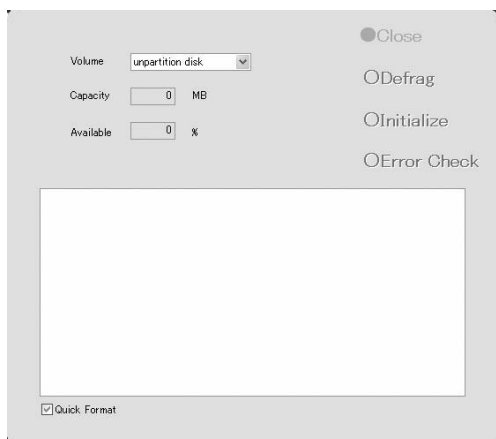 Close
Volume unpartition disk
Defrag
Capacity 0 MB
Initialize
Available 0 %
Error Check
Quick Format